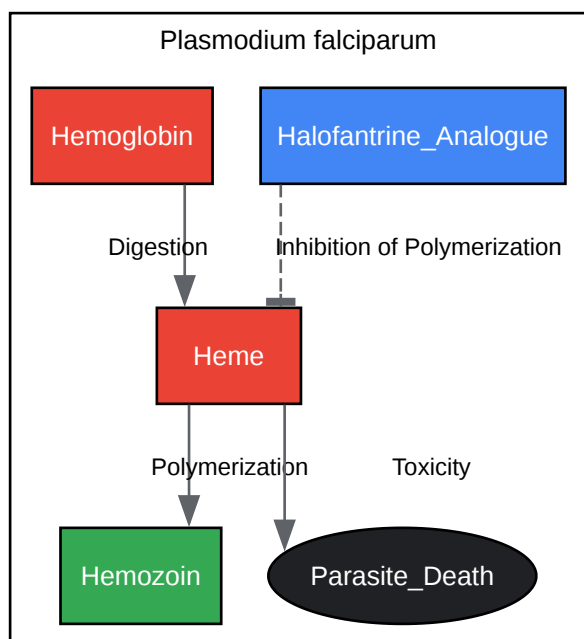 Plasmodium falciparum
Hemoglobin
Halofantrine_Analogue
Digestion
Inhibition of Polymerization
Heme
Polymerization
Toxicity
Hemozoin
Parasite_Death